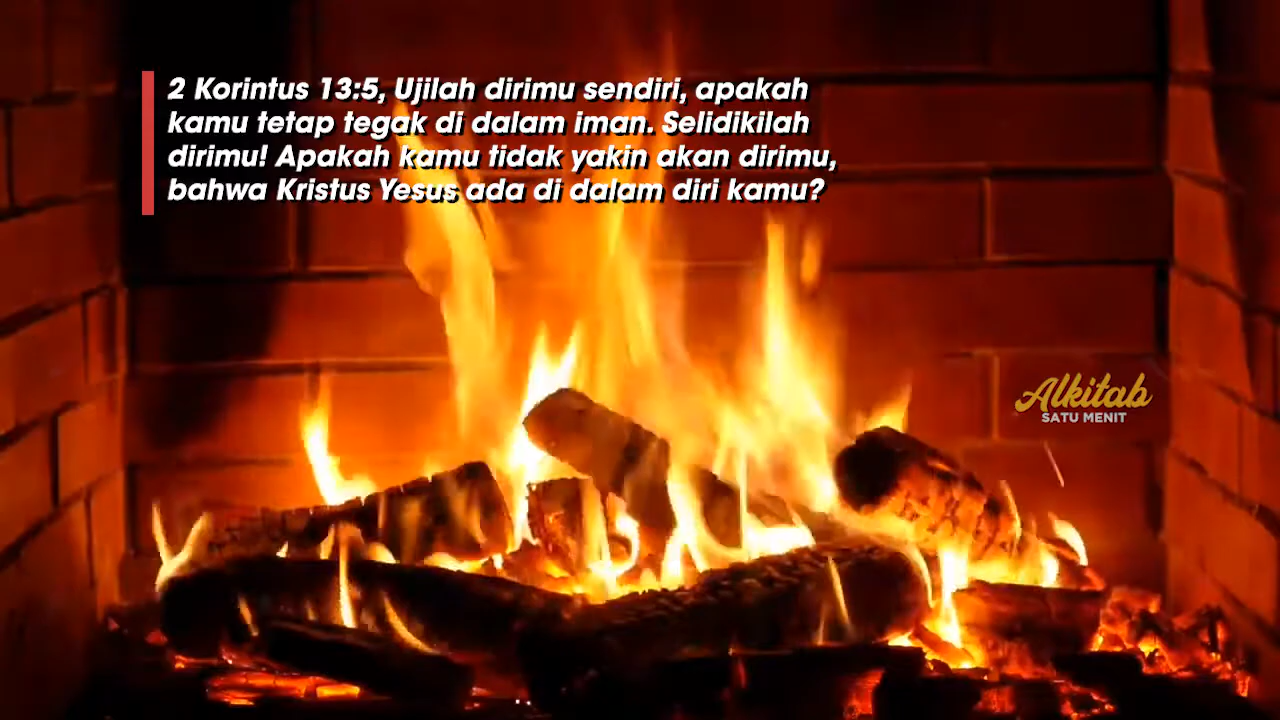 2 Korintus 13:5, Ujilah dirimu sendiri, apakah
kamu tetap tegak di dalam iman. Selidikilah
dirimu! Apakah kamu tidak yakin akan dirimu,
bahwa Kristus Yesus ada di dalam diri kamu?
Alkitab
SATU MENIT